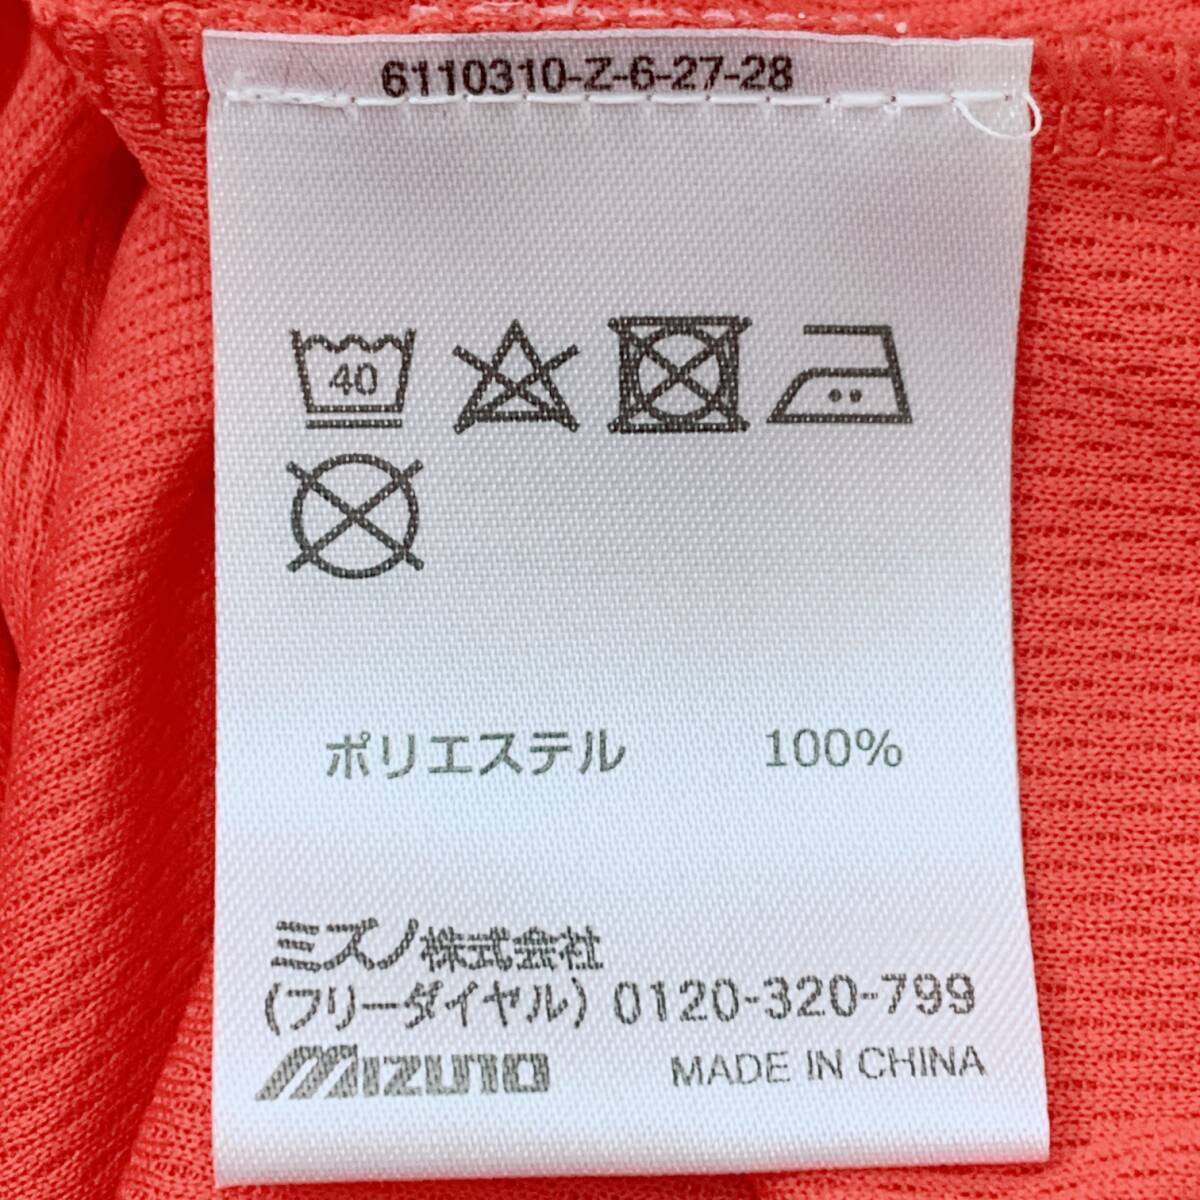 6110310-Z-6-27-28
40
ポリエステル 100%
ミズノ株式会社
(フリーダイヤル) 0120-320-799
MIZUNO MADE IN CHINA